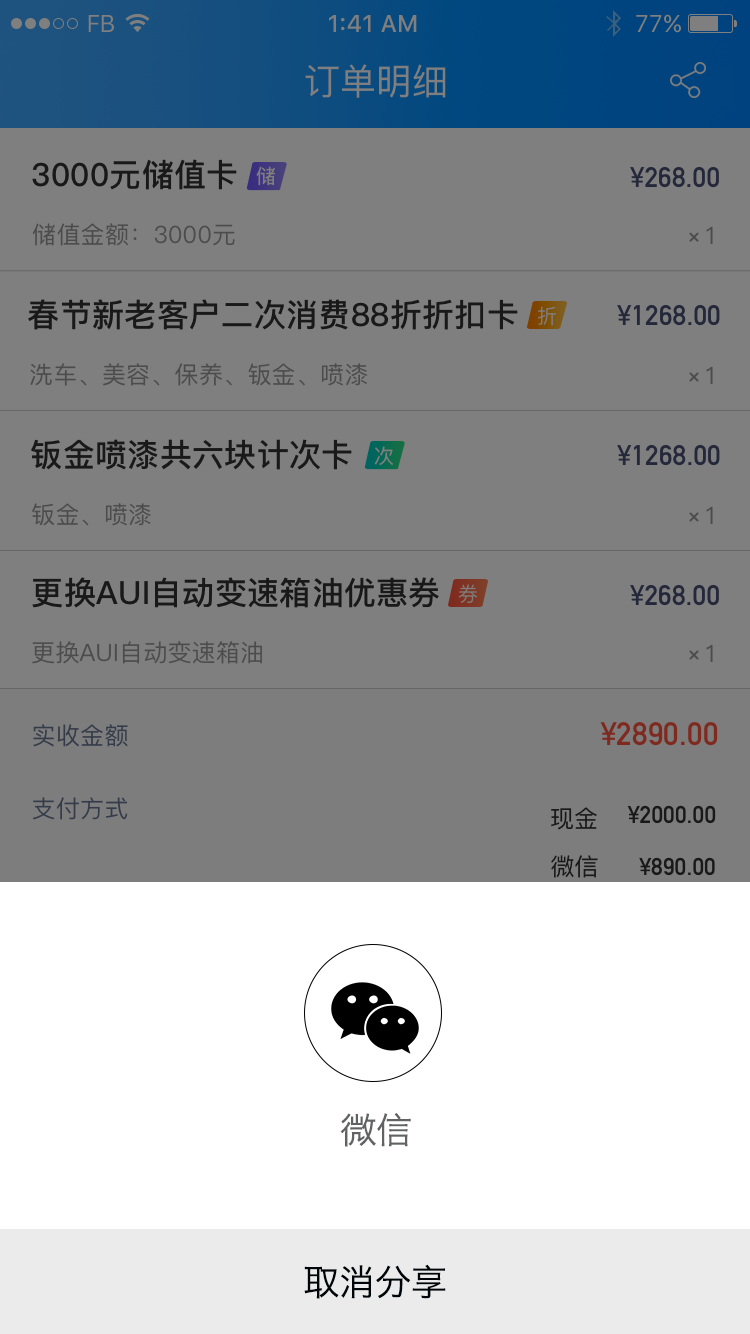 FB 1:41 AM 77%
订单明细
3000元储值卡 储 ¥268.00
储值金额：3000元 ×1
春节新老客户二次消费88折折扣卡 折 ¥1268.00
洗车、美容、保养、钣金、喷漆 ×1
钣金喷漆共六块计次卡 次 ¥1268.00
钣金、喷漆 ×1
更换AUI自动变速箱油优惠券 券 ¥268.00
更换AUI自动变速箱油 ×1
实收金额 ¥2890.00
支付方式 现金 ¥2000.00
微信 ¥890.00
微信
取消分享